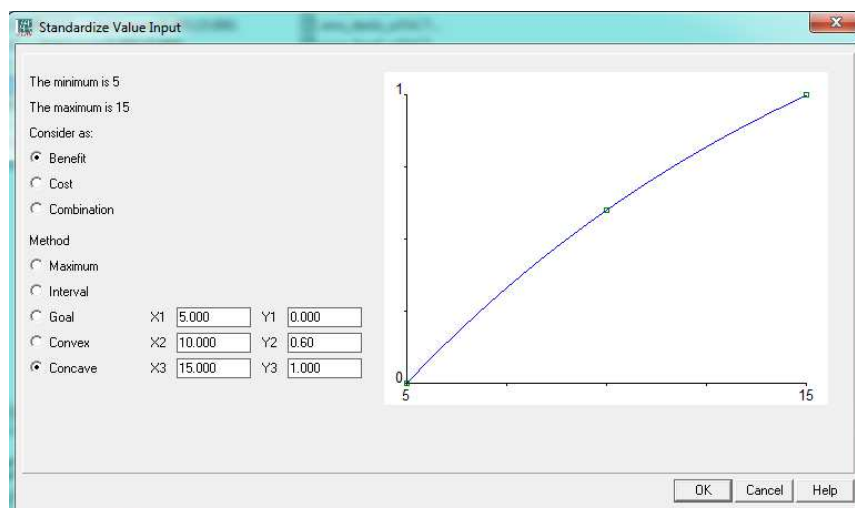 Standardize Value Input
The minimum is 5
The maximum is 15
Consider as:
Benefit
Cost
Combination
Method
Maximum
Interval
Goal X1 5.000 Y1 0.000
Convex X2 10.000 Y2 0.60
Concave X3 15.000 Y3 1.000
1
0
5 15
OK Cancel Help